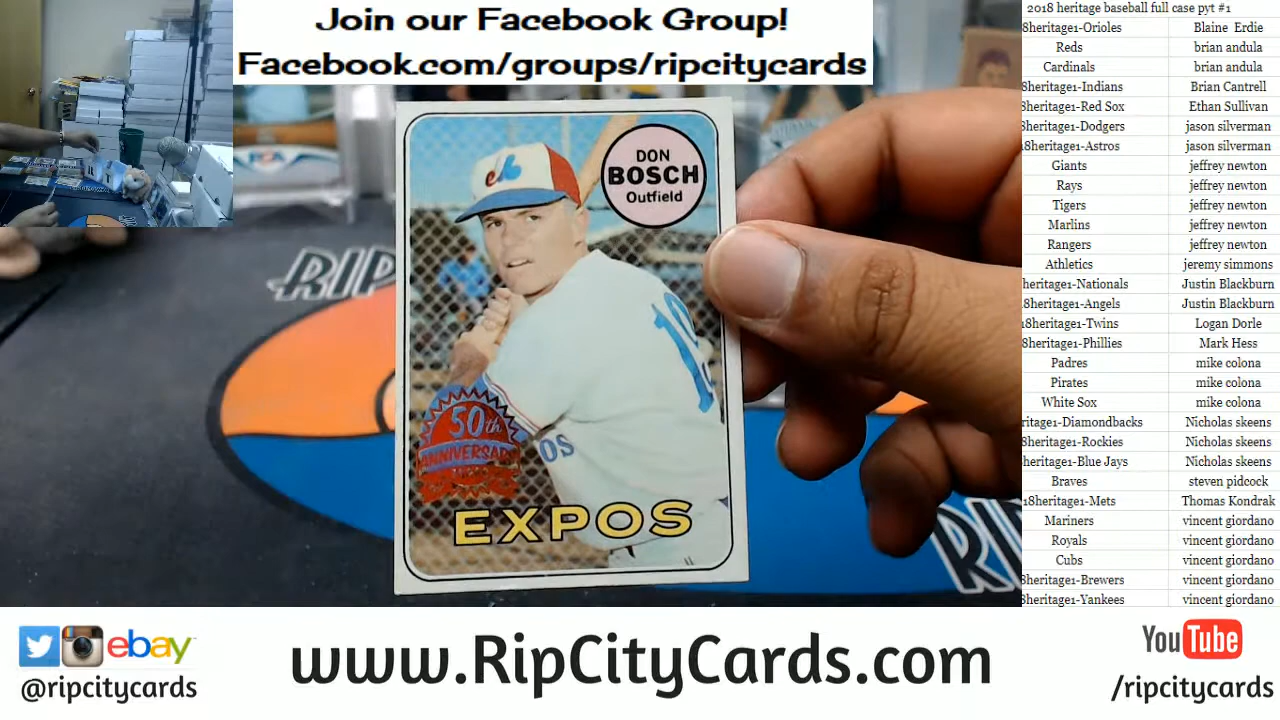 Join our Facebook Group!
Facebook.com/groups/ripcitycards
DON
BOSCH
Outfield
50th
ANNIVERSARY
EXPOS
RIP
RIP
2018 heritage baseball full case pyt #1
8heritage1-Orioles Blaine Erdie
Reds brian andula
Cardinals brian andula
8heritage1-Indians Brian Cantrell
8heritage1-Red Sox Ethan Sullivan
8heritage1-Dodgers jason silverman
8heritage1-Astros jason silverman
Giants jeffrey newton
Rays jeffrey newton
Tigers jeffrey newton
Marlins jeffrey newton
Rangers jeffrey newton
Athletics jeremy simmons
heritage1-Nationals Justin Blackburn
18heritage1-Angels Justin Blackburn
18heritage1-Twins Logan Dorle
8heritage1-Phillies Mark Hess
Padres mike colona
Pirates mike colona
White Sox mike colona
ritage1-Diamondbacks Nicholas skeens
8heritage1-Rockies Nicholas skeens
heritage1-Blue Jays Nicholas skeens
Braves steven pidcock
18heritage1-Mets Thomas Kondrak
Mariners vincent giordano
Royals vincent giordano
Cubs vincent giordano
8heritage1-Brewers vincent giordano
8heritage1-Yankees vincent giordano
ebay
@ripcitycards
www.RipCityCards.com
YouTube
/ripcitycards